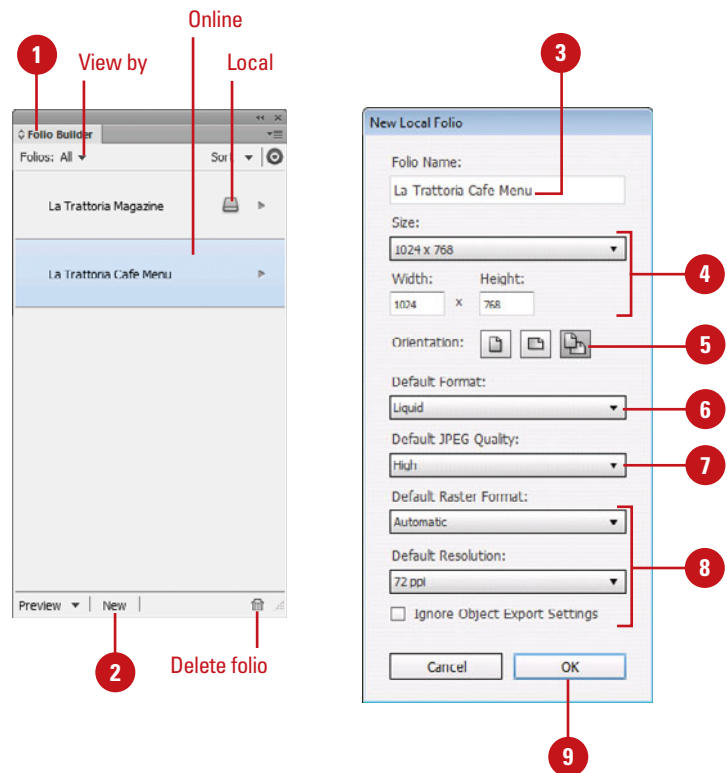 Online
1
View by
Local
Folio Builder
Folios: All
Sort
La Trattoria Magazine
La Trattoria Cafe Menu
Preview
New
2
Delete folio
3
New Local Folio
Folio Name:
La Trattoria Cafe Menu
Size:
1024 x 768
4
Width:
Height:
1024
x
768
Orientation:
5
Default Format:
Liquid
6
Default JPEG Quality:
High
7
Default Raster Format:
Automatic
8
Default Resolution:
72 ppi
Ignore Object Export Settings
Cancel
OK
9